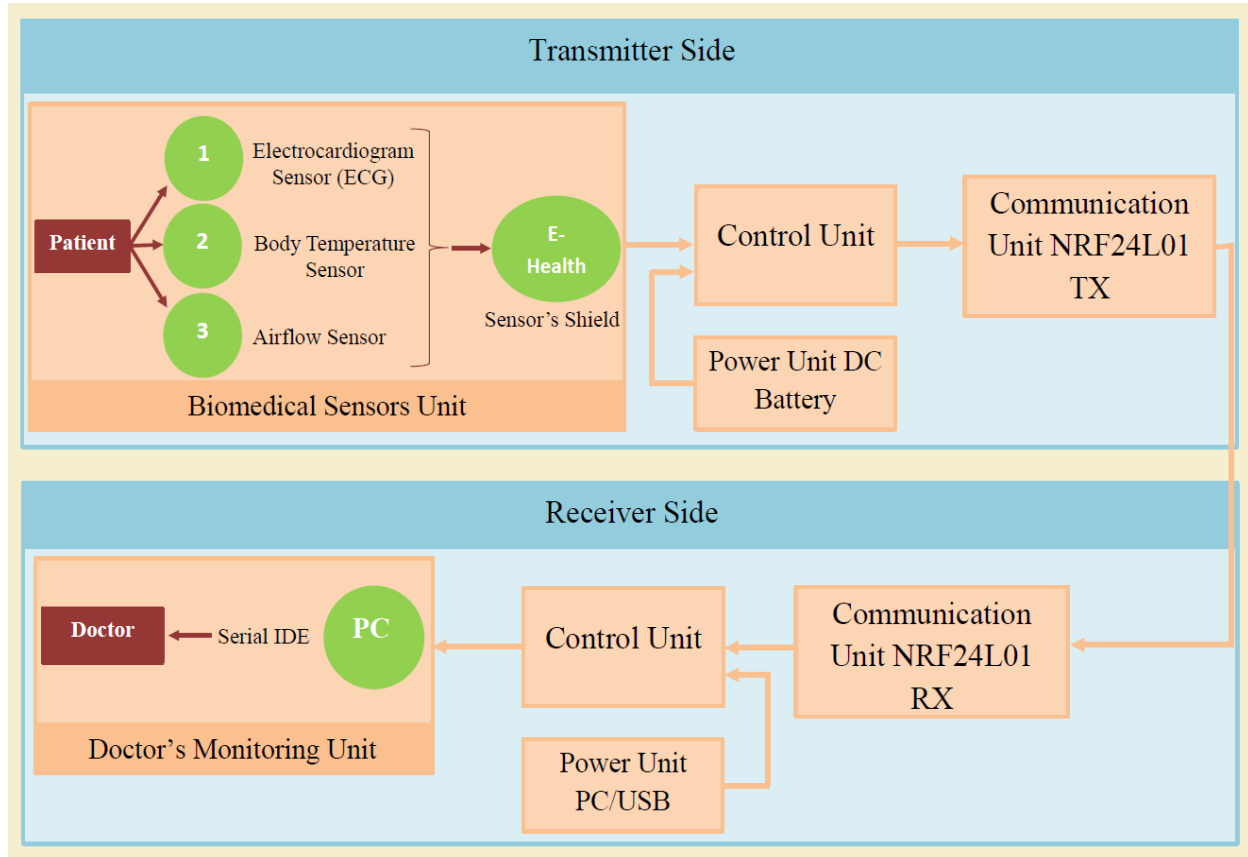 Transmitter Side
1
Electrocardiogram
Sensor (ECG)
Patient
2
Body Temperature
Sensor
3
Airflow Sensor
E-
Health
Sensor’s Shield
Biomedical Sensors Unit
Control Unit
Power Unit DC
Battery
Communication
Unit NRF24L01
TX
Receiver Side
Communication
Unit NRF24L01
RX
Control Unit
Power Unit
PC/USB
PC
Serial IDE
Doctor
Doctor’s Monitoring Unit